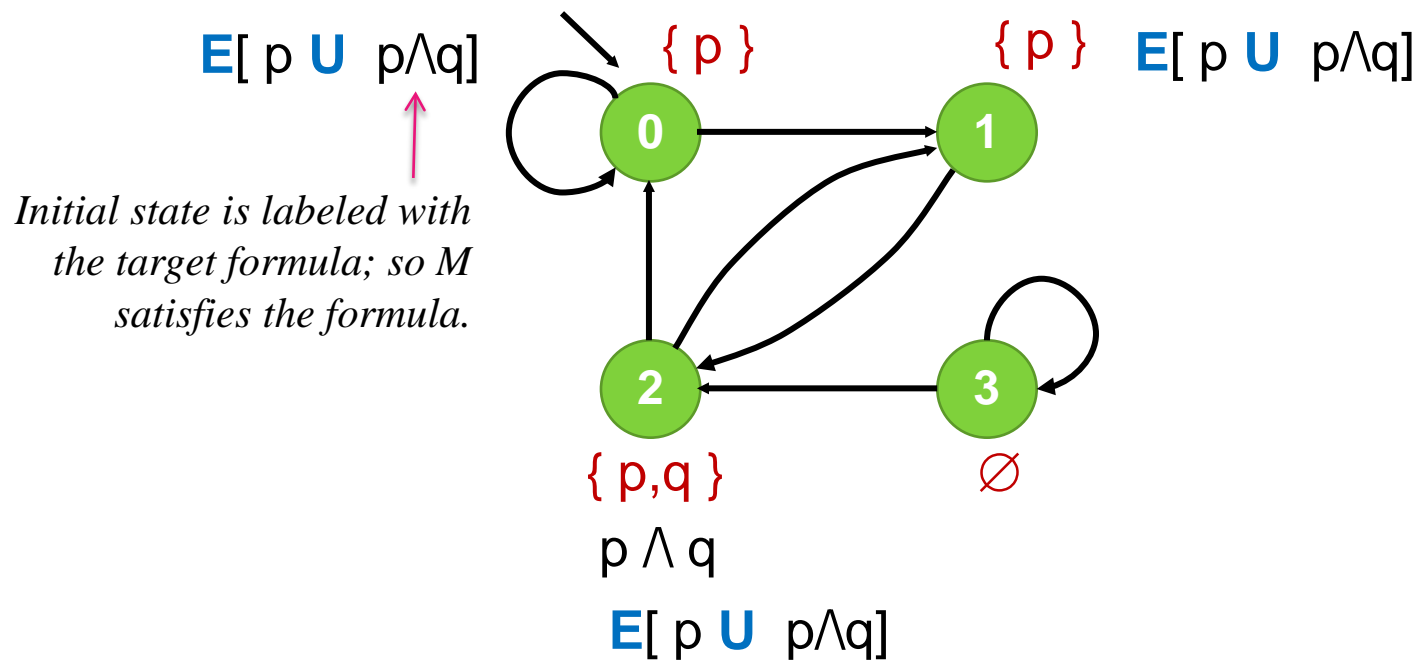 E[ p U p/\q]
{ p }
{ p }
E[ p U p/\q]
0
1
Initial state is labeled with
the target formula; so M
satisfies the formula.
2
3
{ p,q }
∅
p /\ q
E[ p U p/\q]